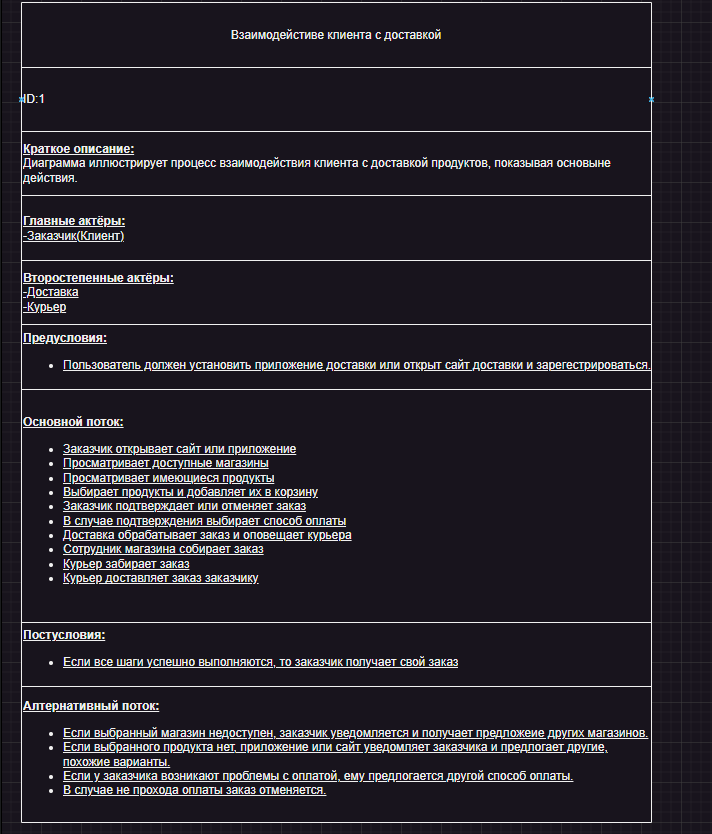 Взаимодейстиве клиента с доставкой
ID:1
Краткое описание:
Диаграмма иллюстрирует процесс взаимодействия клиента с доставкой продуктов, показывая основыне
действия.
Главные актёры:
-Заказчик(Клиент)
Второстепенные актёры:
-Доставка
-Курьер
Предусловия:
Пользователь должен установить приложение доставки или открыт сайт доставки и зарегестрироваться.
Основной поток:
Заказчик открывает сайт или приложение
Просматривает доступные магазины
Просматривает имеющиеся продукты
Выбирает продукты и добавляет их в корзину
Заказчик подтверждает или отменяет заказ
В случае подтверждения выбирает способ оплаты
Доставка обрабатывает заказ и оповещает курьера
Сотрудник магазина собирает заказ
Курьер забирает заказ
Курьер доставляет заказ заказчику
Постусловия:
Если все шаги успешно выполняются, то заказчик получает свой заказ
Алтернативный поток:
Если выбранный магазин недоступен, заказчик уведомляется и получает предложеие других магазинов.
Если выбранного продукта нет, приложение или сайт уведомляет заказчика и предлогает другие,
похожие варианты.
Если у заказчика возникают проблемы с оплатой, ему предлогается другой способ оплаты.
В случае не прохода оплаты заказ отменяется.